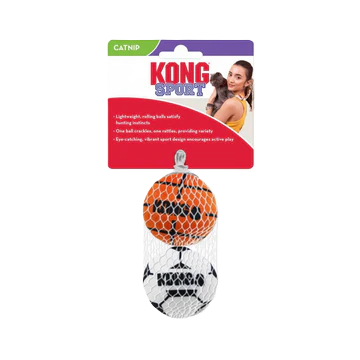 CATNIP
KONG
SPORT
• Lightweight, rolling balls satisfy
hunting instincts
• One ball crackles, one rattles, providing variety
• Eye-catching, vibrant sport design encourages active play
KONG